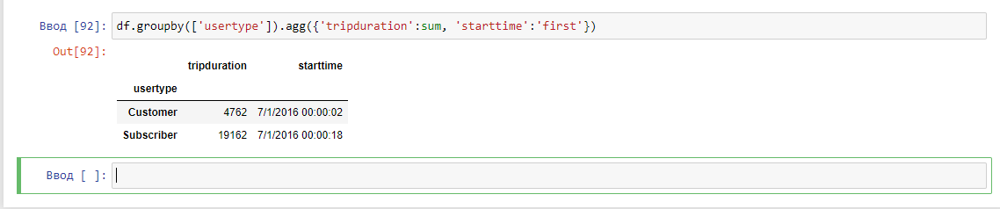 Ввод [92]: df.groupby(['usertype']).agg({'tripduration':sum, 'starttime':'first'})
Out[92]:
tripduration starttime
usertype
Customer 4762 7/1/2016 00:00:02
Subscriber 19162 7/1/2016 00:00:18
Ввод [ ]: